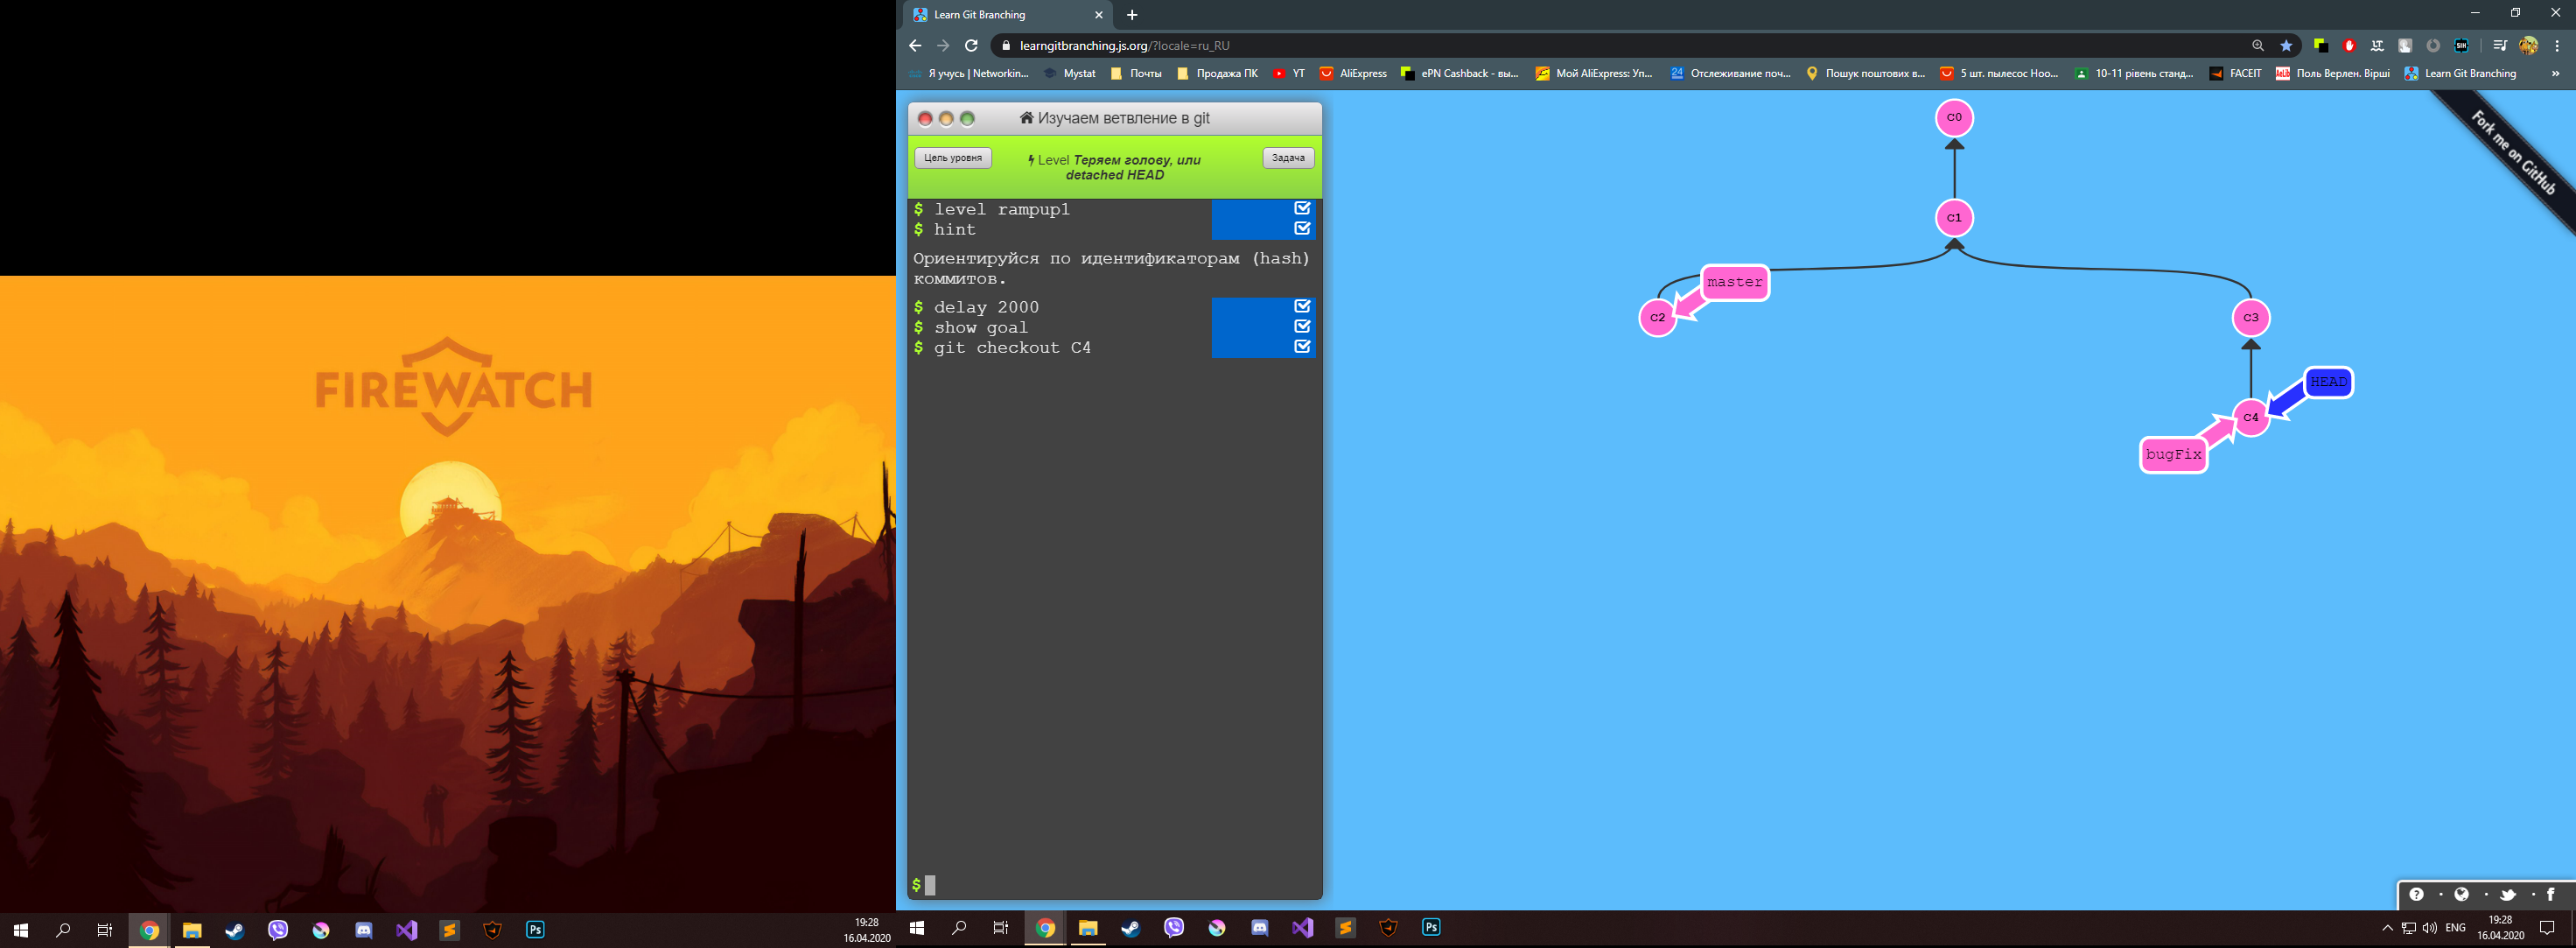 FIREWATCH
19:28
16.04.2020
Ps
Learn Git Branching
learngitbranching.js.org/?locale=ru_RU
Я учусь | Networkin...
Mystat
Почты
Продажа ПК
YT
AliExpress
ePN Cashback - вы...
Мой AliExpress: Уп...
24
Отслеживание поч...
Пошук поштових в...
5 шт. пылесос Hoo...
10-11 рівень станд...
FACEIT
Поль Верлен. Вірші
Learn Git Branching
»
Изучаем ветвление в git
Цель уровня
Level Теряем голову, или
detached HEAD
Задача
$ level rampup1
$ hint
Ориентируйся по идентификаторам (hash)
коммитов.
$ delay 2000
$ show goal
$ git checkout C4
$
C0
C1
master
C2
C3
HEAD
C4
bugFix
Fork me on GitHub
Ps
ENG
19:28
16.04.2020